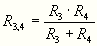 R₃,₄ = (R₃ · R₄) / (R₃ + R₄)